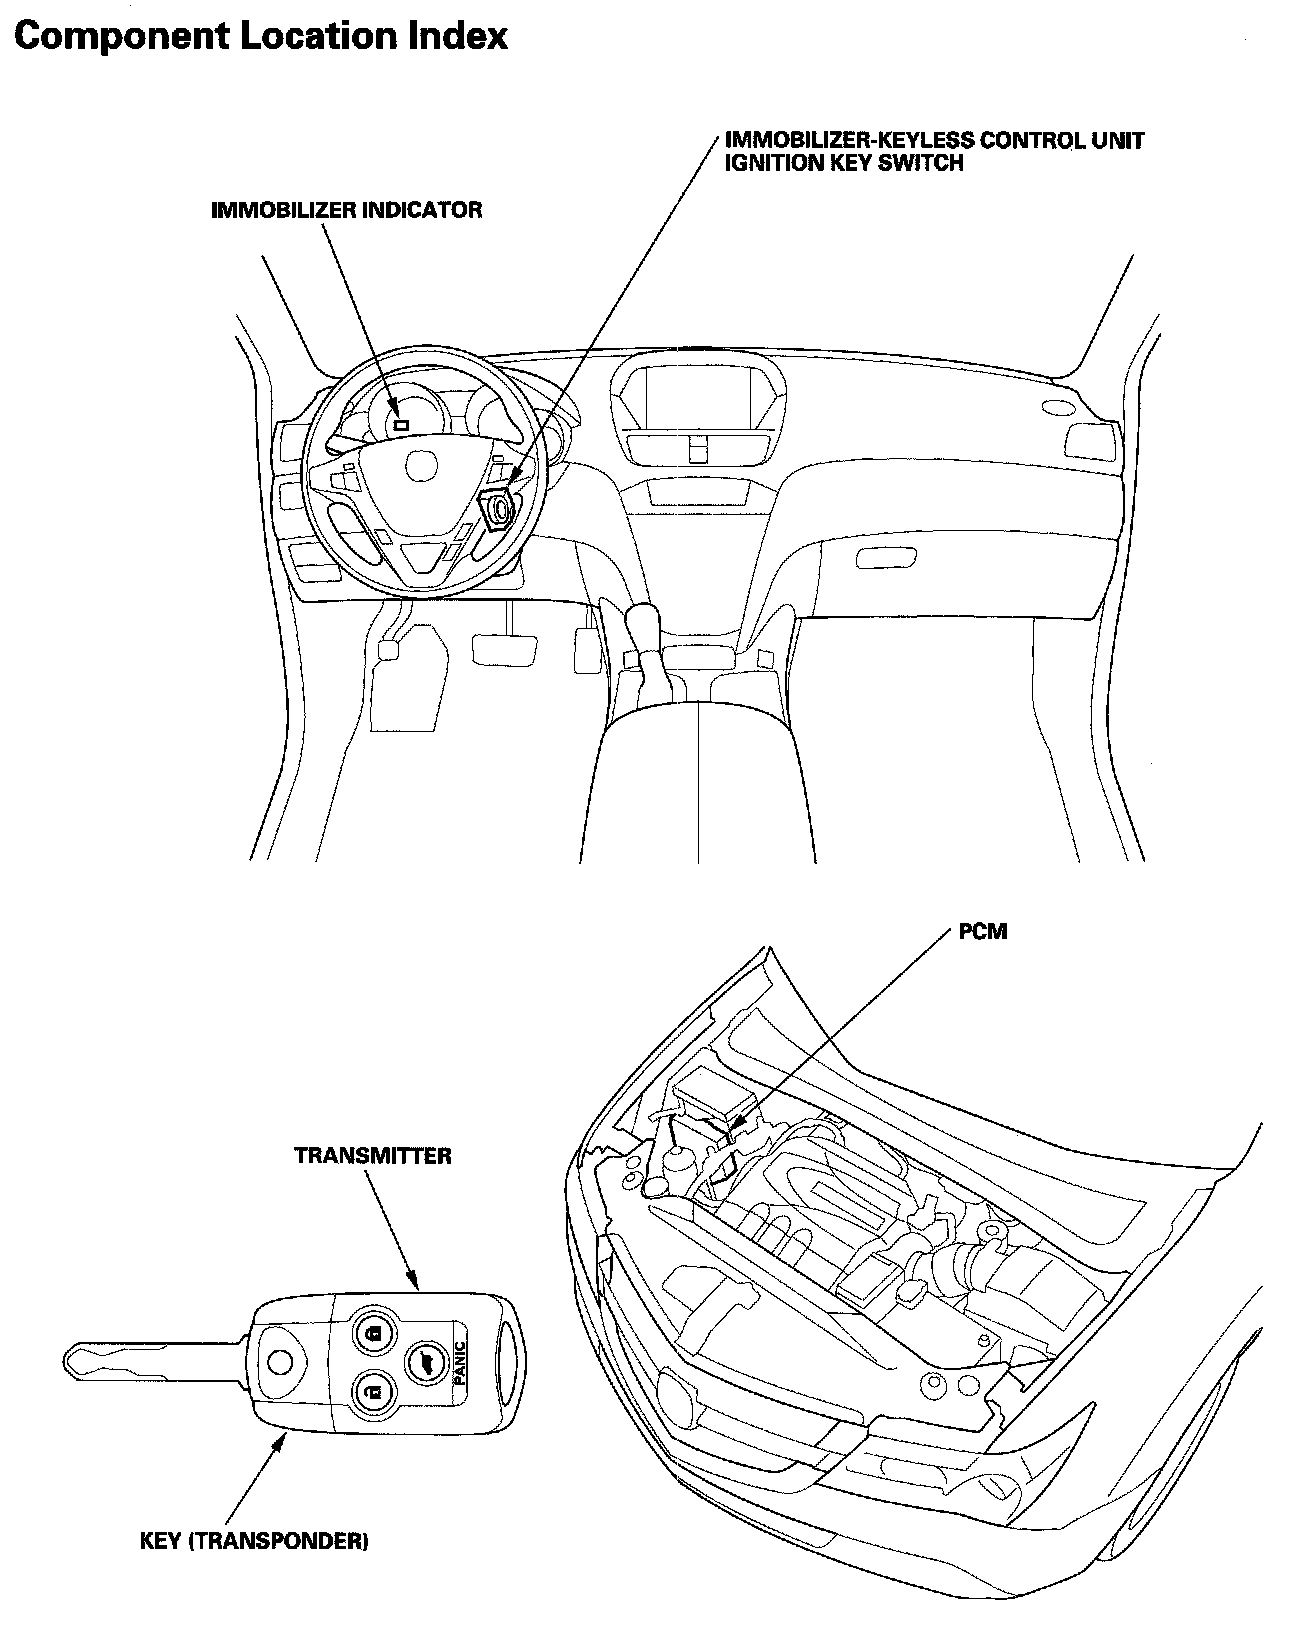 Component Location Index
IMMOBILIZER-KEYLESS CONTROL UNIT
IGNITION KEY SWITCH
IMMOBILIZER INDICATOR
PCM
TRANSMITTER
PANIC
KEY (TRANSPONDER)